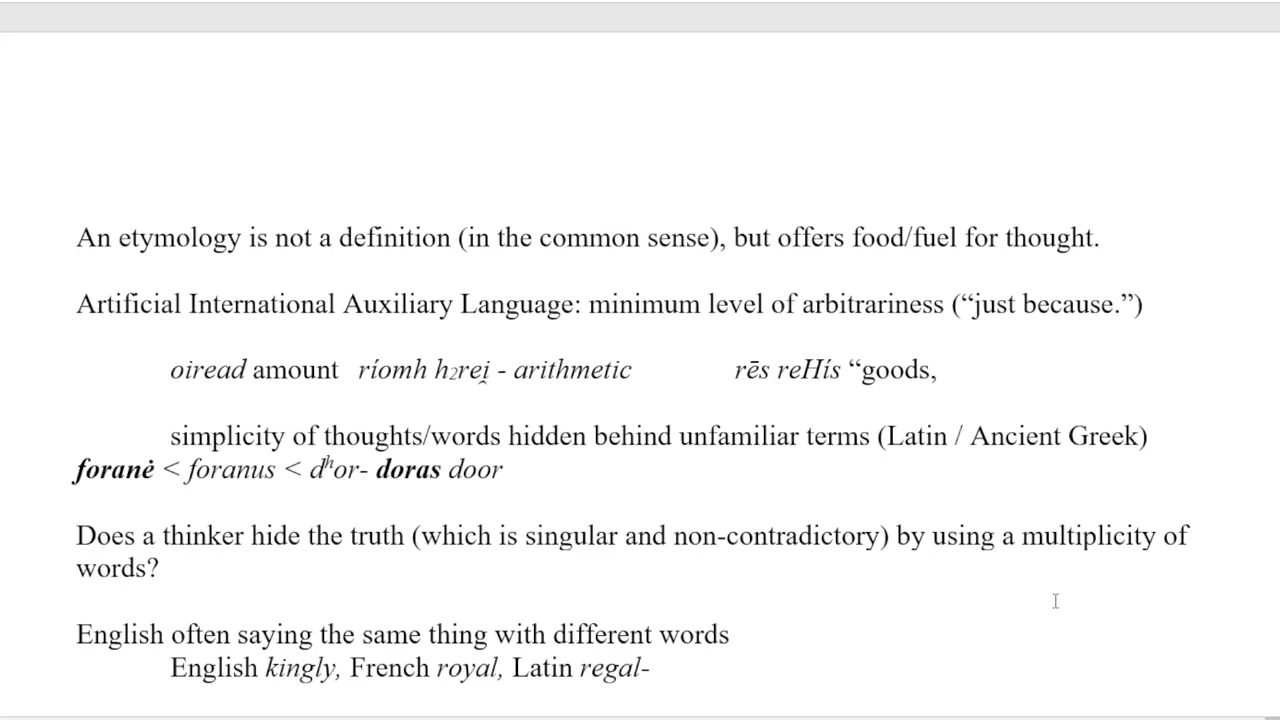 An etymology is not a definition (in the common sense), but offers food/fuel for thought.
Artificial International Auxiliary Language: minimum level of arbitrariness (“just because.”)
oiread amount ríomh h₂rei̯ - arithmetic rēs reHís “goods,
simplicity of thoughts/words hidden behind unfamiliar terms (Latin / Ancient Greek)
foranė < foranus < dʰor- doras door
Does a thinker hide the truth (which is singular and non-contradictory) by using a multiplicity of
words?
English often saying the same thing with different words
English kingly, French royal, Latin regal-